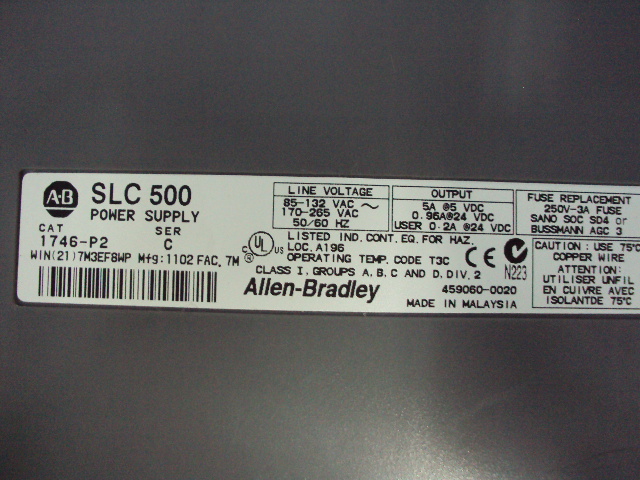 A-B SLC 500
POWER SUPPLY
CAT SER
1746-P2 C
WIN(21)7M3EF8WP Mfg:1102 FAC. 7M
LINE VOLTAGE
85-132 VAC ~
170-265 VAC
50/60 HZ
OUTPUT
5A @5 VDC
0.96A@24 VDC
USER 0.2A @24 VDC
FUSE REPLACEMENT
250V-3A FUSE
SANO SOC SD4 or
BUSSMANN AGC 3
C UL US
LISTED IND. CONT. EQ. FOR HAZ.
LOC. A196
OPERATING TEMP. CODE T3C
CLASS I, GROUPS A, B, C AND D, DIV. 2
CE
N223
CAUTION: USE 75°C
COPPER WIRE
ATTENTION:
UTILISER UNFIL
EN CUIVRE AVEC
ISOLANTDE 75°C
Allen-Bradley
459060-0020
MADE IN MALAYSIA